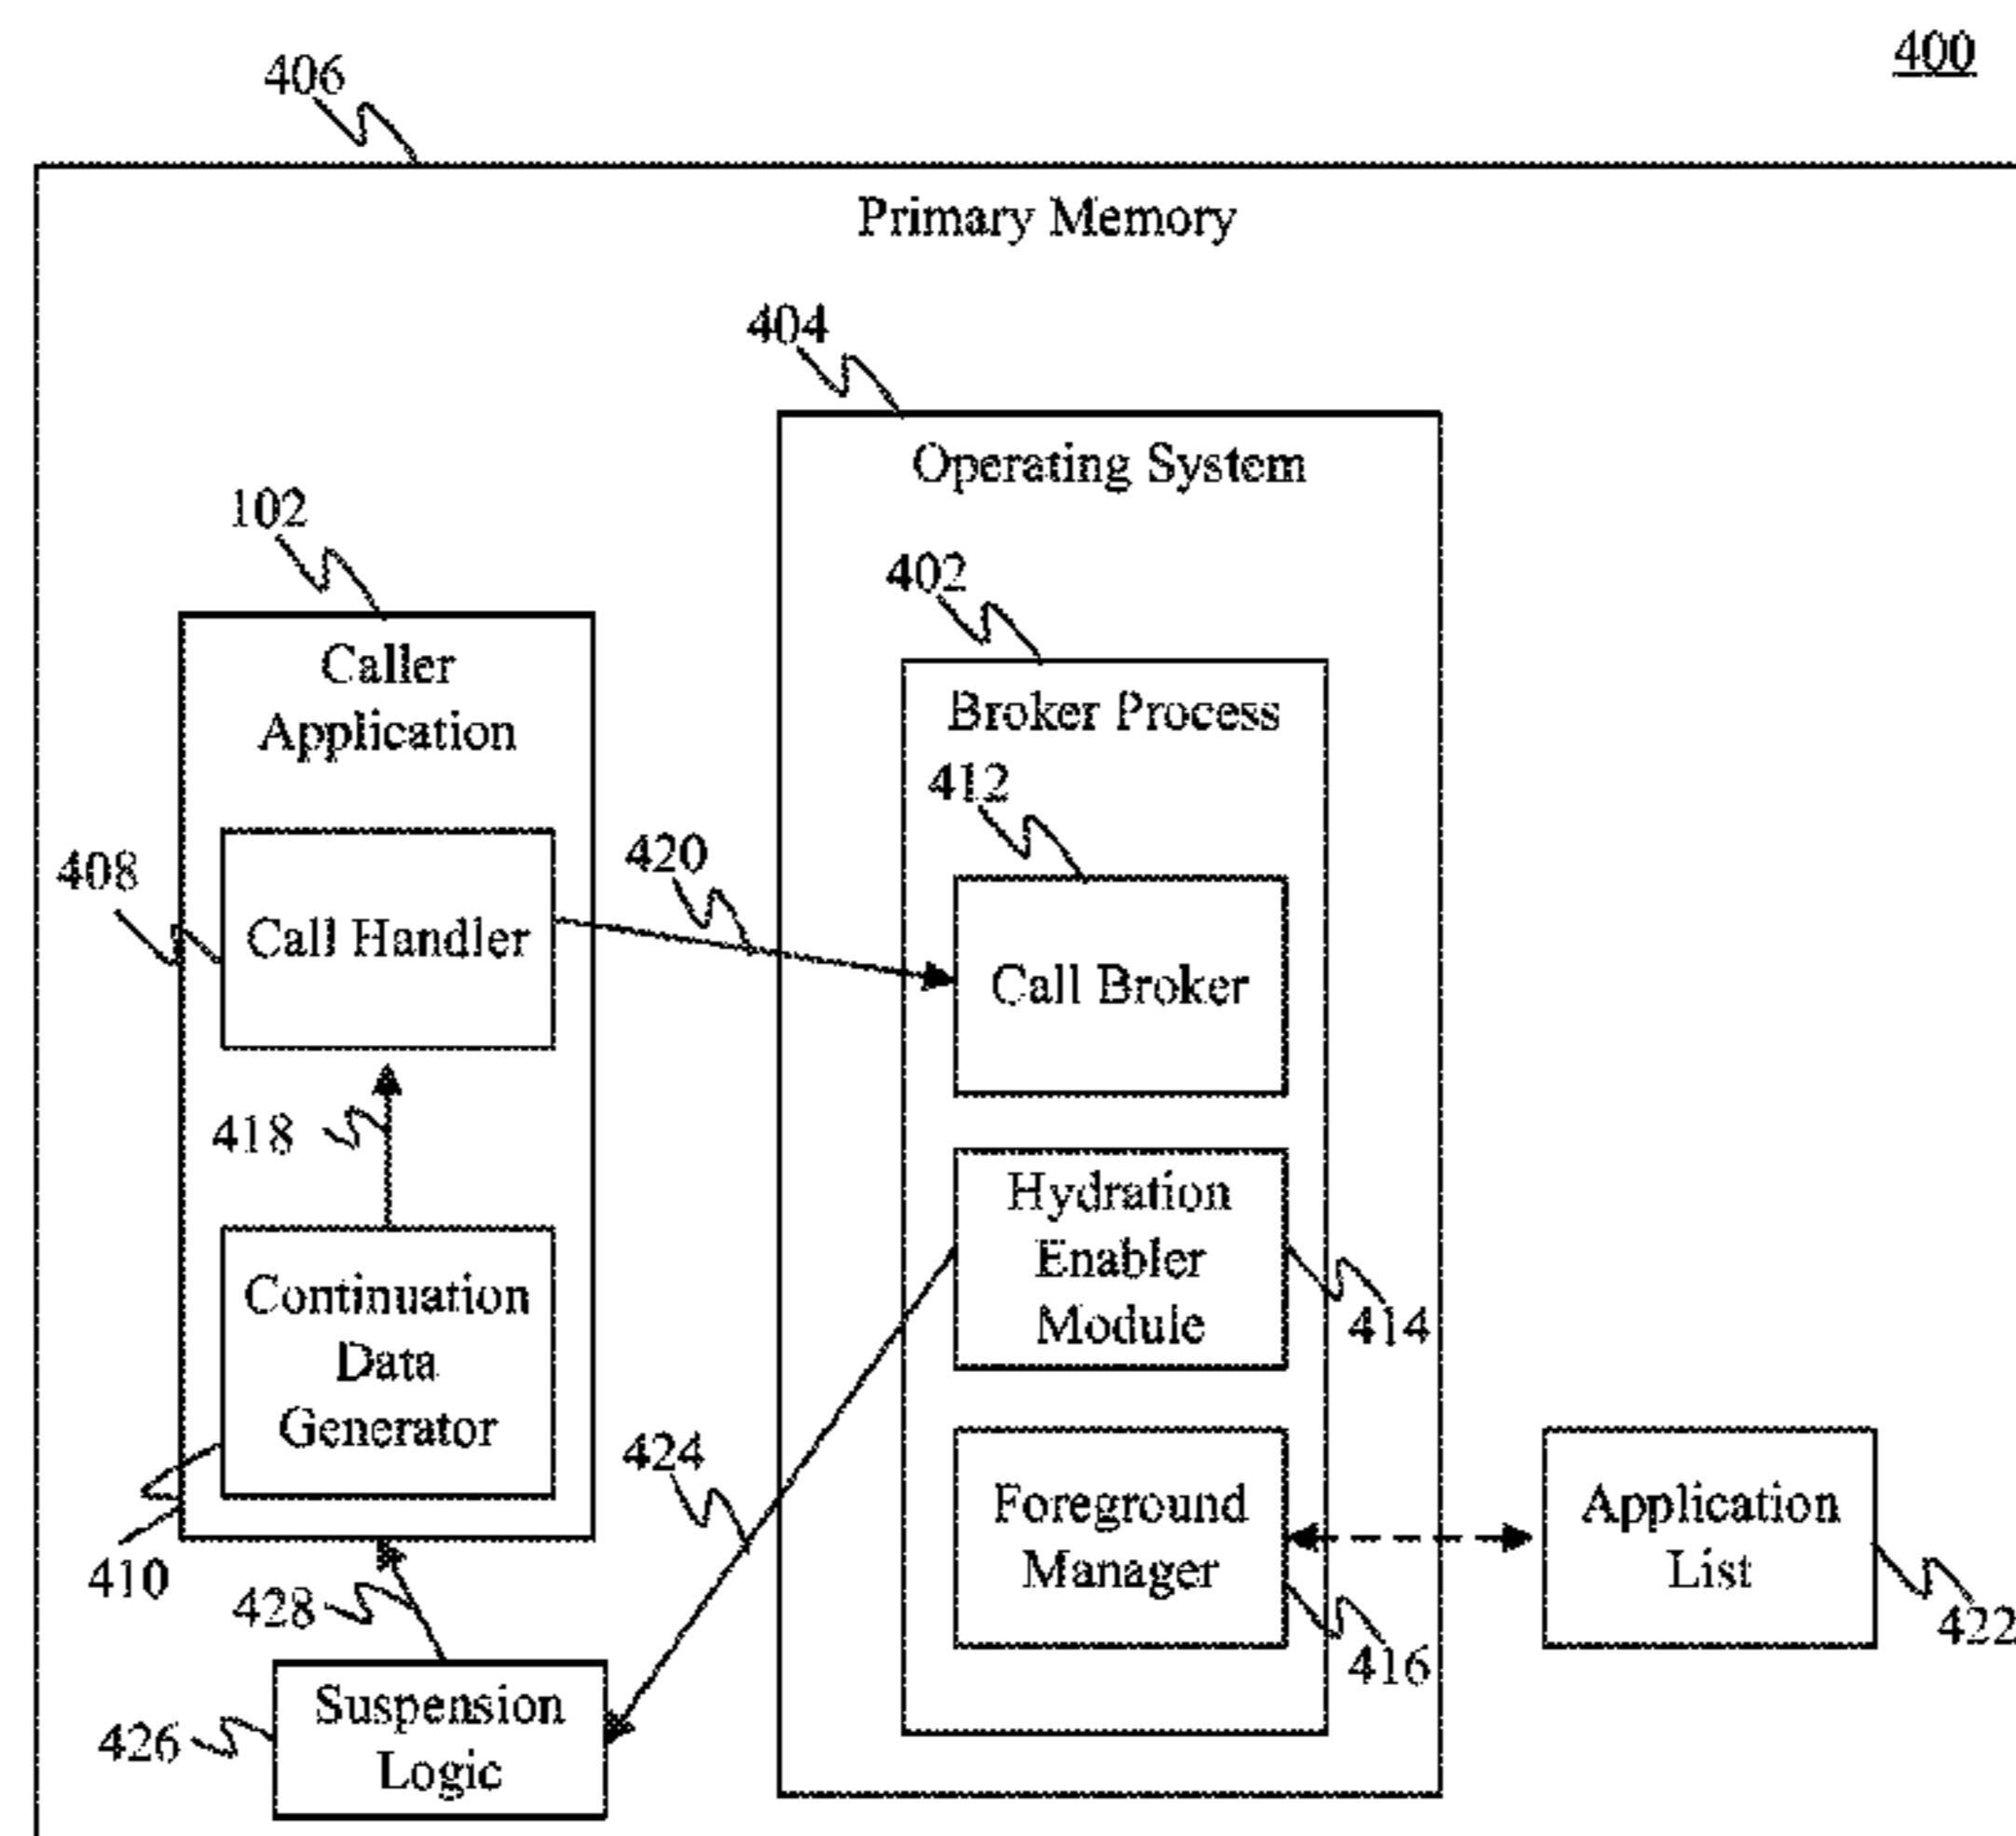 400
406
Primary Memory
404
Operating System
102
402
Caller
Application
Broker Process
412
420
408
Call Handler
Call Broker
418
Hydration
Enabler
Module
414
Continuation
Data
Generator
424
Foreground
Manager
416
Application
List
422
410
428
Suspension
Logic
426